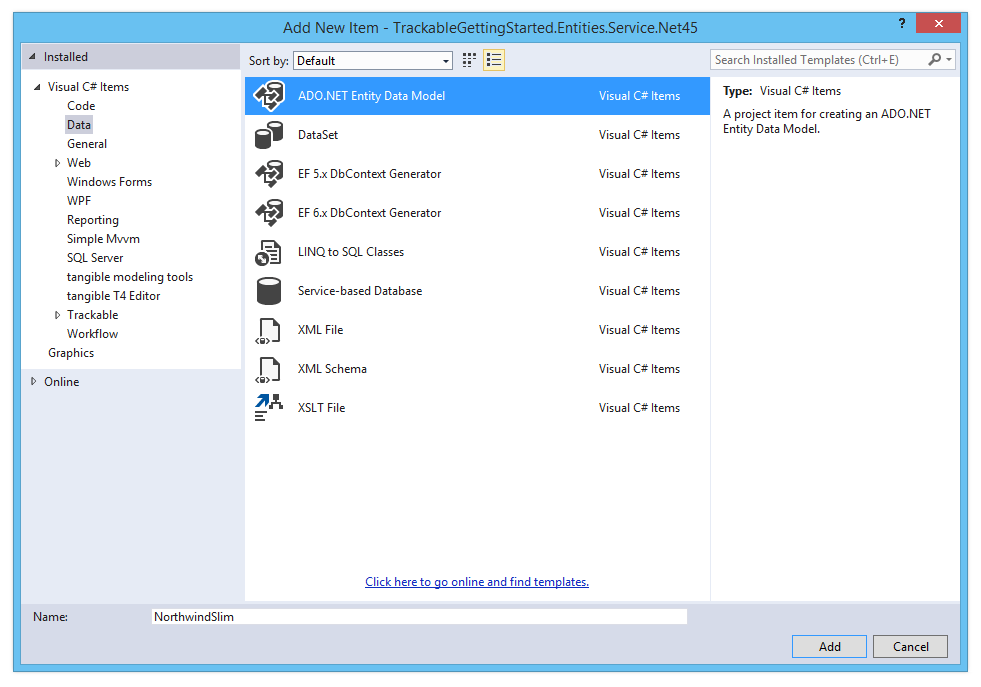 Add New Item - TrackableGettingStarted.Entities.Service.Net45
?
Installed
Sort by: Default
Search Installed Templates (Ctrl+E)
Visual C# Items
Code
Data
General
Web
Windows Forms
WPF
Reporting
Simple Mvvm
SQL Server
tangible modeling tools
tangible T4 Editor
Trackable
Workflow
Graphics
Online
ADO.NET Entity Data Model Visual C# Items
DataSet Visual C# Items
EF 5.x DbContext Generator Visual C# Items
EF 6.x DbContext Generator Visual C# Items
LINQ to SQL Classes Visual C# Items
Service-based Database Visual C# Items
XML File Visual C# Items
XML Schema Visual C# Items
XSLT File Visual C# Items
Click here to go online and find templates.
Type: Visual C# Items
A project item for creating an ADO.NET
Entity Data Model.
Name: NorthwindSlim
Add Cancel